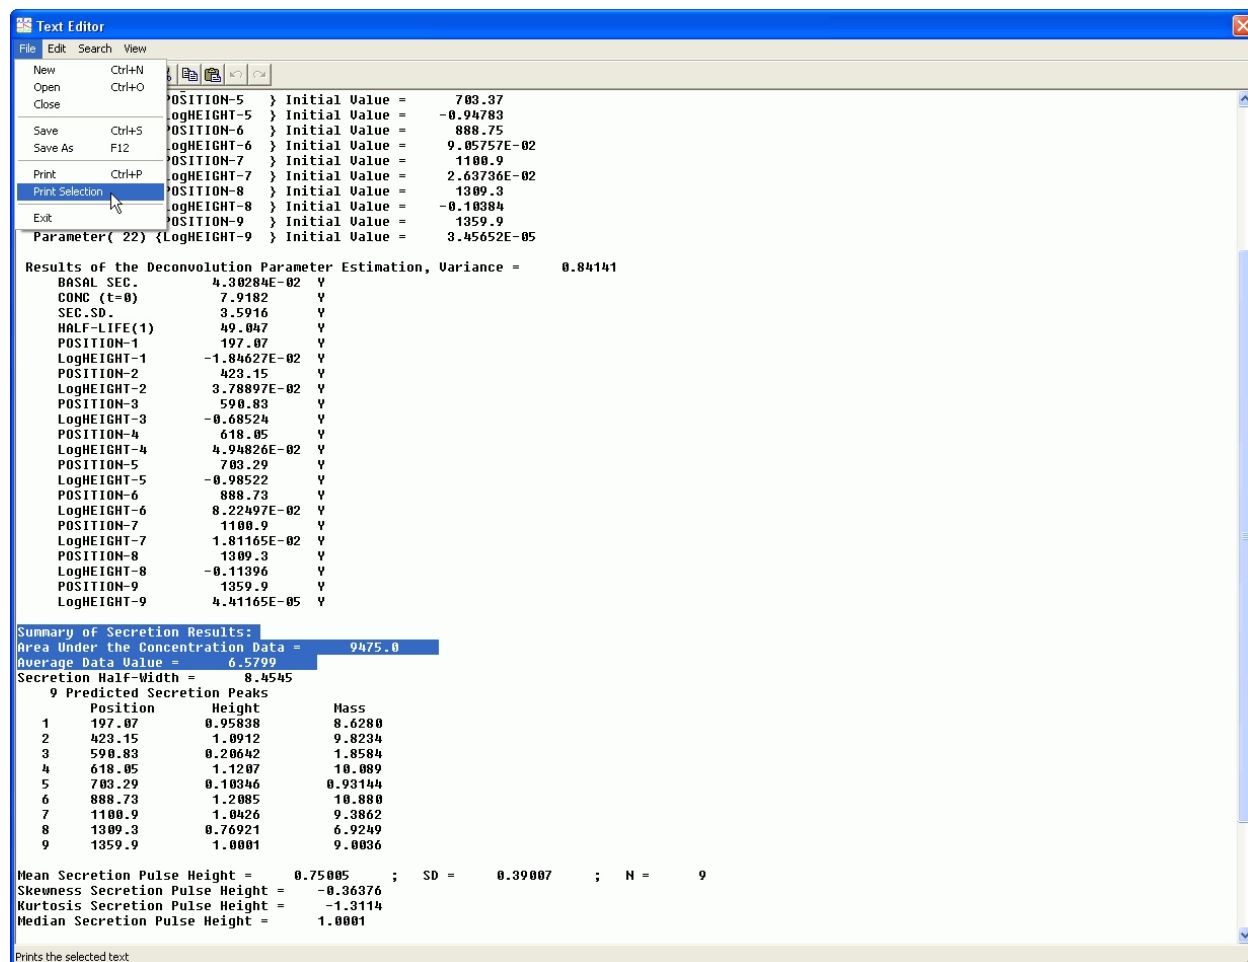 Text Editor
File Edit Search View
New Ctrl+N
Open Ctrl+O
Close
Save Ctrl+S
Save As F12
Print Ctrl+P
Print Selection
Exit
POSITION-5 } Initial Value = 703.37
LogHEIGHT-5 } Initial Value = -0.94783
POSITION-6 } Initial Value = 888.75
LogHEIGHT-6 } Initial Value = 9.05757E-02
POSITION-7 } Initial Value = 1100.9
LogHEIGHT-7 } Initial Value = 2.63736E-02
POSITION-8 } Initial Value = 1309.3
LogHEIGHT-8 } Initial Value = -0.10384
POSITION-9 } Initial Value = 1359.9
Parameter( 22) {LogHEIGHT-9 } Initial Value = 3.45652E-05
Results of the Deconvolution Parameter Estimation, Variance = 0.84141
BASAL SEC. 4.30284E-02 Y
CONC (t=0) 7.9182 Y
SEC.SD. 3.5916 Y
HALF-LIFE(1) 49.047 Y
POSITION-1 197.07 Y
LogHEIGHT-1 -1.84627E-02 Y
POSITION-2 423.15 Y
LogHEIGHT-2 3.78897E-02 Y
POSITION-3 590.83 Y
LogHEIGHT-3 -0.68524 Y
POSITION-4 618.05 Y
LogHEIGHT-4 4.94826E-02 Y
POSITION-5 703.29 Y
LogHEIGHT-5 -0.98522 Y
POSITION-6 888.73 Y
LogHEIGHT-6 8.22497E-02 Y
POSITION-7 1100.9 Y
LogHEIGHT-7 1.81165E-02 Y
POSITION-8 1309.3 Y
LogHEIGHT-8 -0.11396 Y
POSITION-9 1359.9 Y
LogHEIGHT-9 4.41165E-05 Y
Summary of Secretion Results:
Area Under the Concentration Data = 9475.0
Average Data Value = 6.5799
Secretion Half-Width = 8.4545
9 Predicted Secretion Peaks
Position Height Mass
1 197.07 0.95838 8.6280
2 423.15 1.0912 9.8234
3 590.83 0.20642 1.8584
4 618.05 1.1207 10.089
5 703.29 0.10346 0.93144
6 888.73 1.2085 10.880
7 1100.9 1.0426 9.3862
8 1309.3 0.76921 6.9249
9 1359.9 1.0001 9.0036
Mean Secretion Pulse Height = 0.75005 ; SD = 0.39007 ; N = 9
Skewness Secretion Pulse Height = -0.36376
Kurtosis Secretion Pulse Height = -1.3114
Median Secretion Pulse Height = 1.0001
Prints the selected text